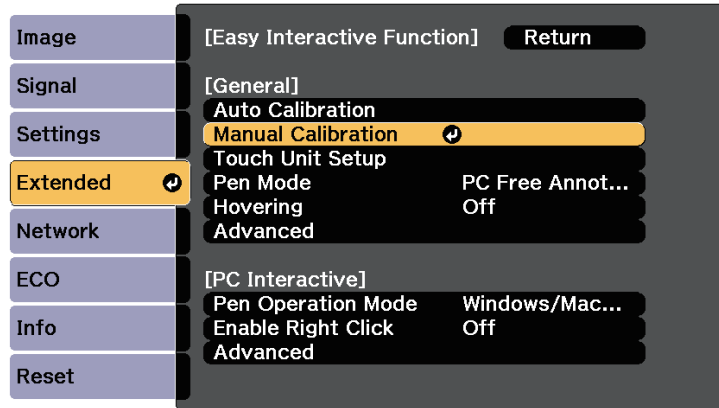 Image
Signal
Settings
Extended
Network
ECO
Info
Reset
[Easy Interactive Function] Return
[General]
Auto Calibration
Manual Calibration
Touch Unit Setup
Pen Mode PC Free Annot...
Hovering Off
Advanced
[PC Interactive]
Pen Operation Mode Windows/Mac...
Enable Right Click Off
Advanced